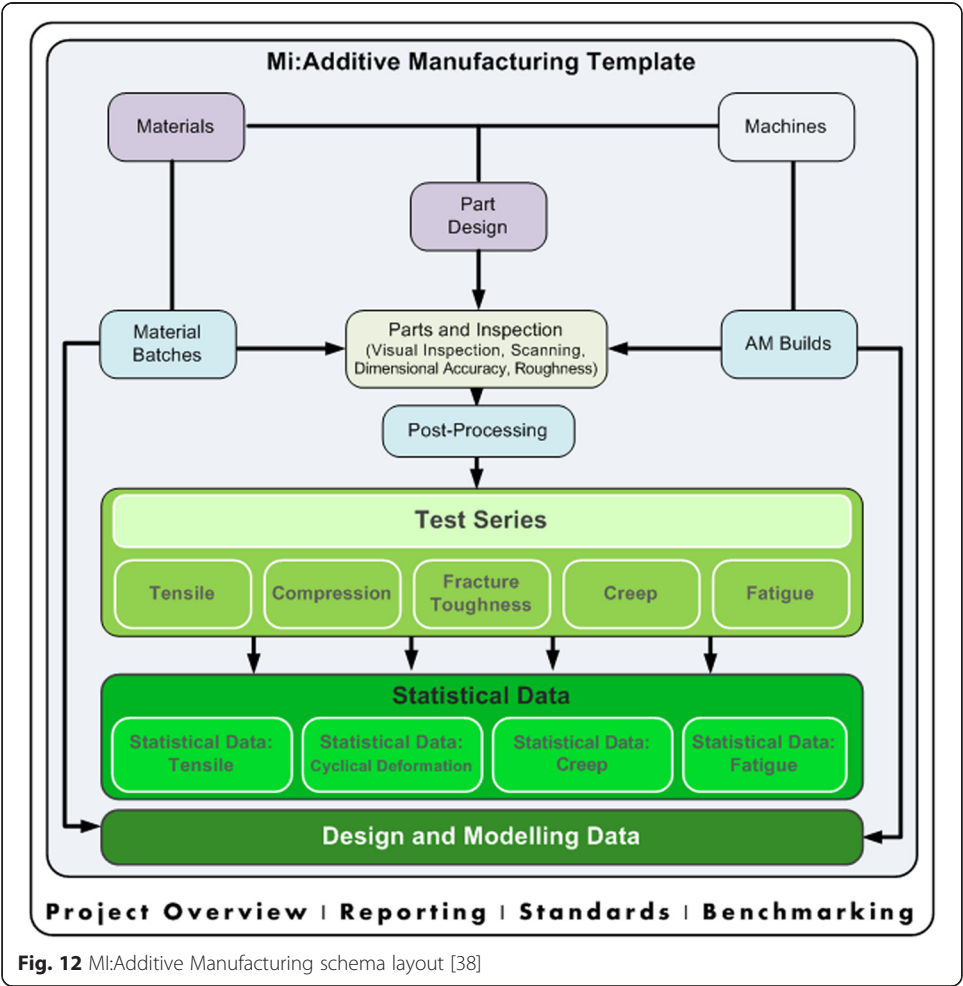 Mi:Additive Manufacturing Template
Materials
Machines
Part
Design
Material
Batches
Parts and Inspection
(Visual Inspection, Scanning,
Dimensional Accuracy, Roughness)
AM Builds
Post-Processing
Test Series
Tensile
Compression
Fracture
Toughness
Creep
Fatigue
Statistical Data
Statistical Data:
Tensile
Statistical Data:
Cyclical Deformation
Statistical Data:
Creep
Statistical Data:
Fatigue
Design and Modelling Data
Project Overview | Reporting | Standards | Benchmarking
Fig. 12 MI:Additive Manufacturing schema layout [38]